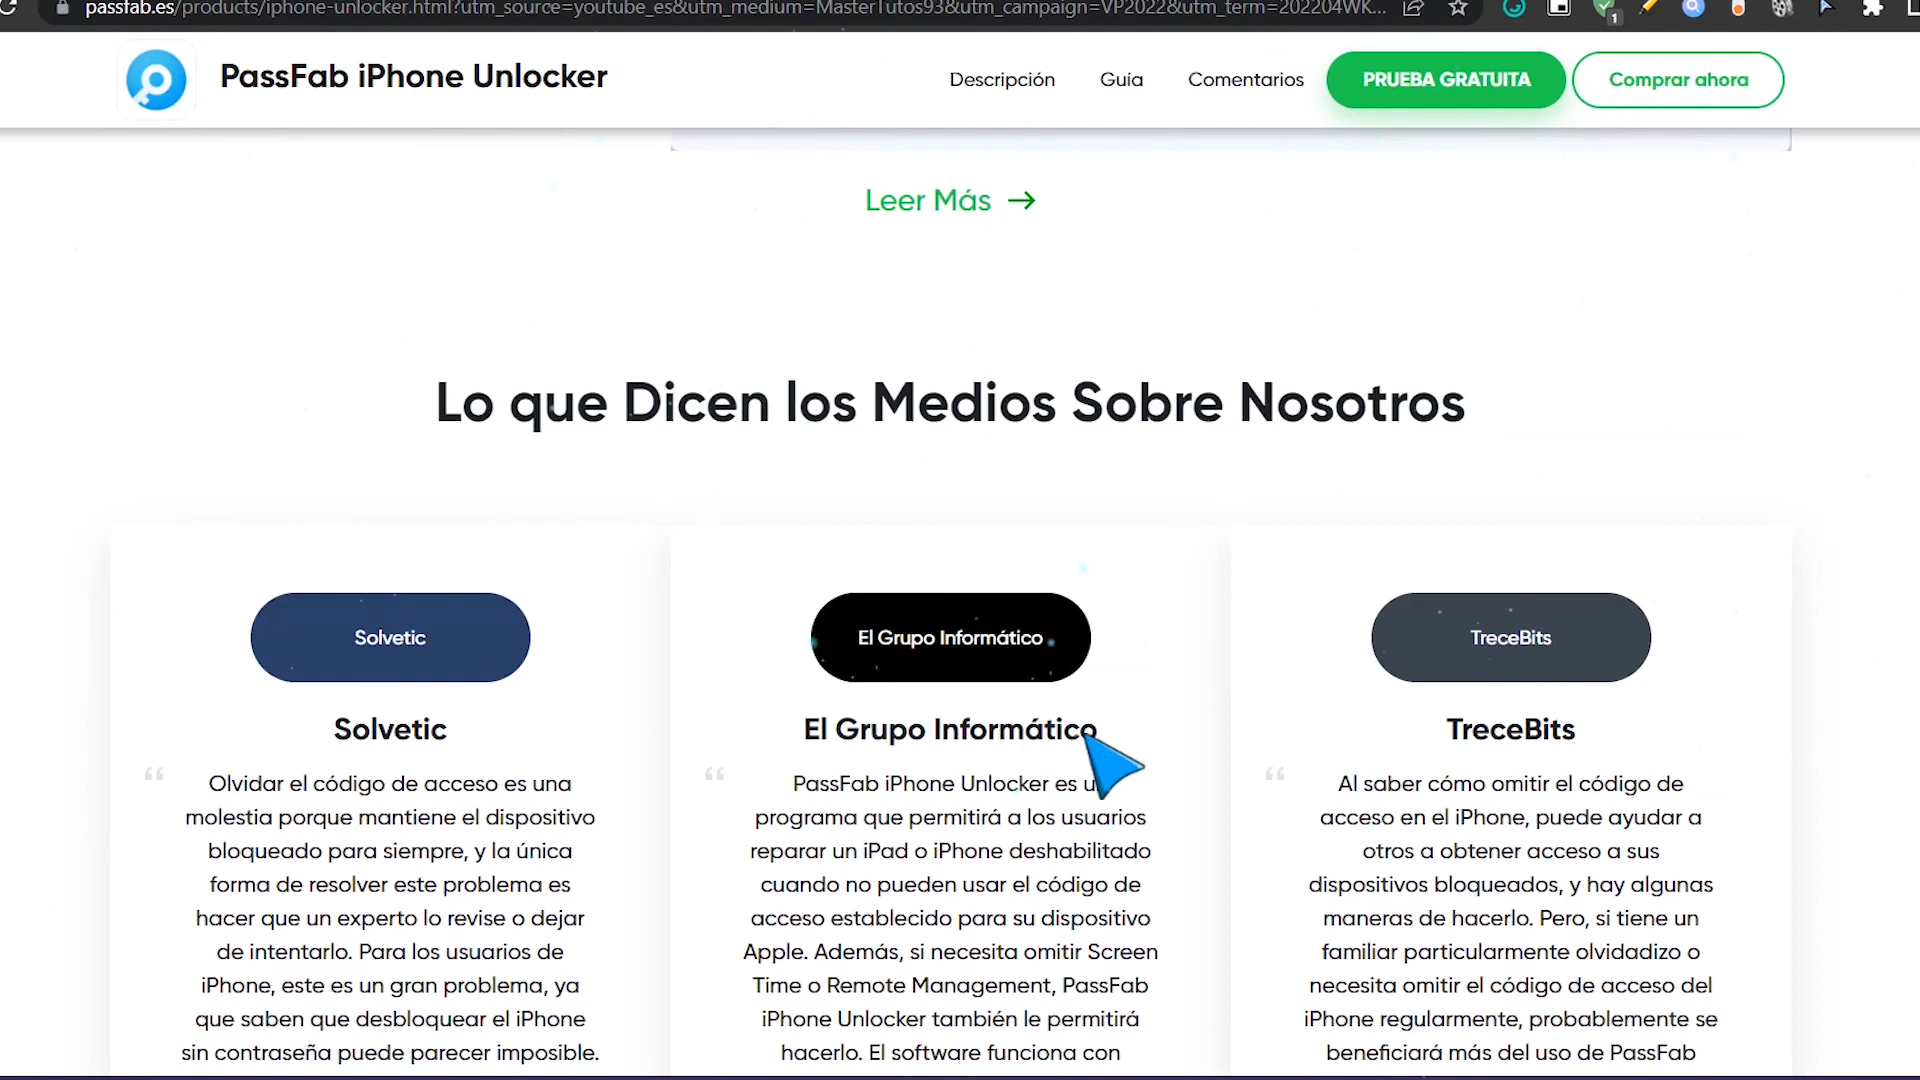 passfab.es/products/iphone-unlocker.html?utm_source=youtube_es&utm_medium=MasterTutos93&utm_campaign=VP2022&utm_term=202204WK...
1
PassFab iPhone Unlocker
Descripción
Guía
Comentarios
PRUEBA GRATUITA
Comprar ahora
Leer Más →
Lo que Dicen los Medios Sobre Nosotros
Solvetic
Solvetic
“
Olvidar el código de acceso es una
molestia porque mantiene el dispositivo
bloqueado para siempre, y la única
forma de resolver este problema es
hacer que un experto lo revise o dejar
de intentarlo. Para los usuarios de
iPhone, este es un gran problema, ya
que saben que desbloquear el iPhone
sin contraseña puede parecer imposible.
El Grupo Informático
El Grupo Informático
“
PassFab iPhone Unlocker es
programa que permitirá a los usuarios
reparar un iPad o iPhone deshabilitado
cuando no pueden usar el código de
acceso establecido para su dispositivo
Apple. Además, si necesita omitir Screen
Time o Remote Management, PassFab
iPhone Unlocker también le permitirá
hacerlo. El software funciona con
TreceBits
TreceBits
“
Al saber cómo omitir el código de
acceso en el iPhone, puede ayudar a
otros a obtener acceso a sus
dispositivos bloqueados, y hay algunas
maneras de hacerlo. Pero, si tiene un
familiar particularmente olvidadizo o
necesita omitir el código de acceso del
iPhone regularmente, probablemente se
beneficiará más del uso de PassFab